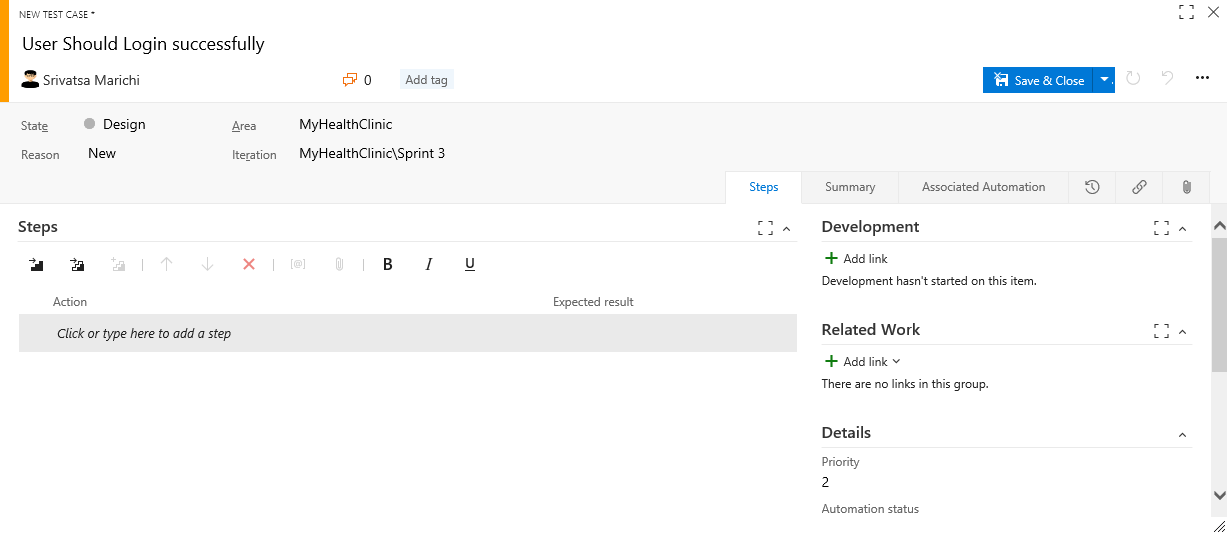 NEW TEST CASE *
User Should Login successfully
Srivatsa Marichi
0
Add tag
Save & Close
State
Design
Area
MyHealthClinic
Reason
New
Iteration
MyHealthClinic\Sprint 3
Steps
Summary
Associated Automation
Steps
B
I
U
Action
Expected result
Click or type here to add a step
Development
Add link
Development hasn't started on this item.
Related Work
Add link
There are no links in this group.
Details
Priority
2
Automation status